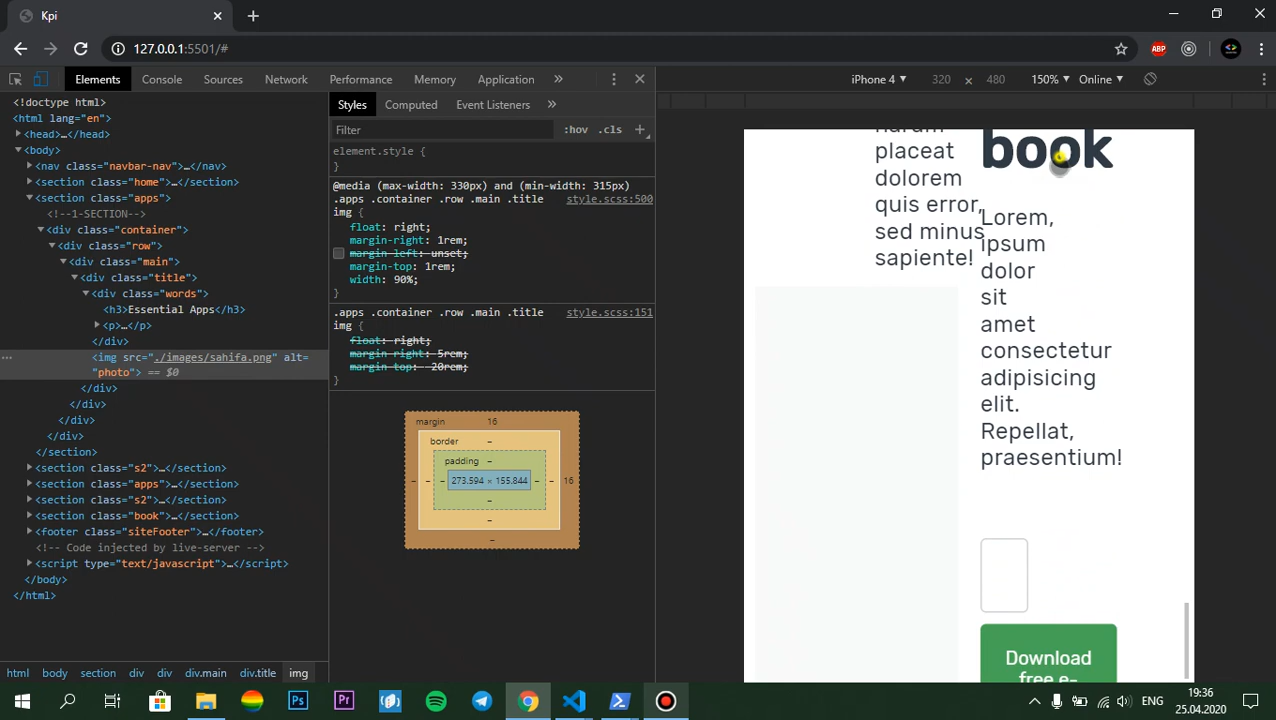 Kpi
127.0.0.1:5501/#
ABP
Elements Console Sources Network Performance Memory Application
<!doctype html>
<html lang="en">
<head>…</head>
<body>
<nav class="navbar-nav">…</nav>
<section class="home">…</section>
<section class="apps">
<!--1-SECTION-->
<div class="container">
<div class="row">
<div class="main">
<div class="title">
<div class="words">
<h3>Essential Apps</h3>
<p>…</p>
</div>
<img src="./images/sahifa.png" alt=
"photo"> == $0
</div>
</div>
</div>
</div>
</section>
<section class="s2">…</section>
<section class="apps">…</section>
<section class="s2">…</section>
<section class="book">…</section>
<footer class="siteFooter">…</footer>
<!-- Code injected by live-server -->
<script type="text/javascript">…</script>
</body>
</html>
html body section div div div.main div.title img
Styles Computed Event Listeners
Filter :hov .cls
element.style {
}
@media (max-width: 330px) and (min-width: 315px)
.apps .container .row .main .title style.scss:500
img {
float: right;
margin-right: 1rem;
margin-left: unset;
margin-top: 1rem;
width: 90%;
}
.apps .container .row .main .title style.scss:151
img {
float: right;
margin-right: 5rem;
margin-top: -20rem;
}
margin 16
border –
padding –
– – – 273.594 × 155.844 – – 16
–
–
–
iPhone 4 320 × 480 150% Online
placeat
dolorem
quis error,
sed minus
sapiente!
book
Lorem,
ipsum
dolor
sit
amet
consectetur
adipisicing
elit.
Repellat,
praesentium!
Download
free e-
Ps
Pr
ENG
19:36
25.04.2020